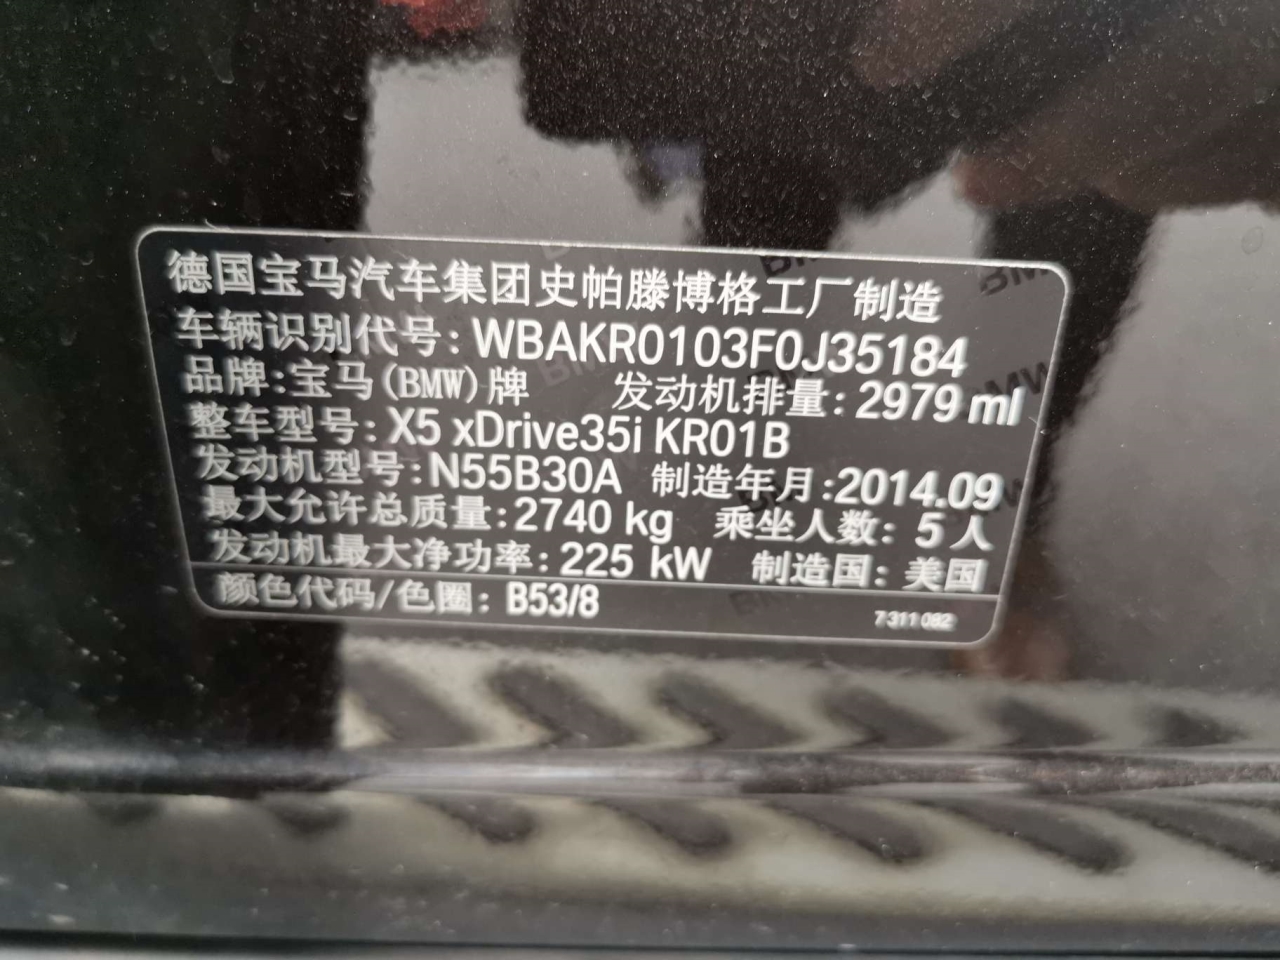 德国宝马汽车集团史帕滕博格工厂制造
车辆识别代号: WBAKR0103F0J35184
品牌: 宝马(BMW)牌 发动机排量: 2979 ml
整车型号: X5 xDrive35i KR01B
发动机型号: N55B30A 制造年月: 2014.09
最大允许总质量: 2740 kg 乘坐人数: 5人
发动机最大净功率: 225 kW 制造国: 美国
颜色代码/色圈: B53/8
7 311 082